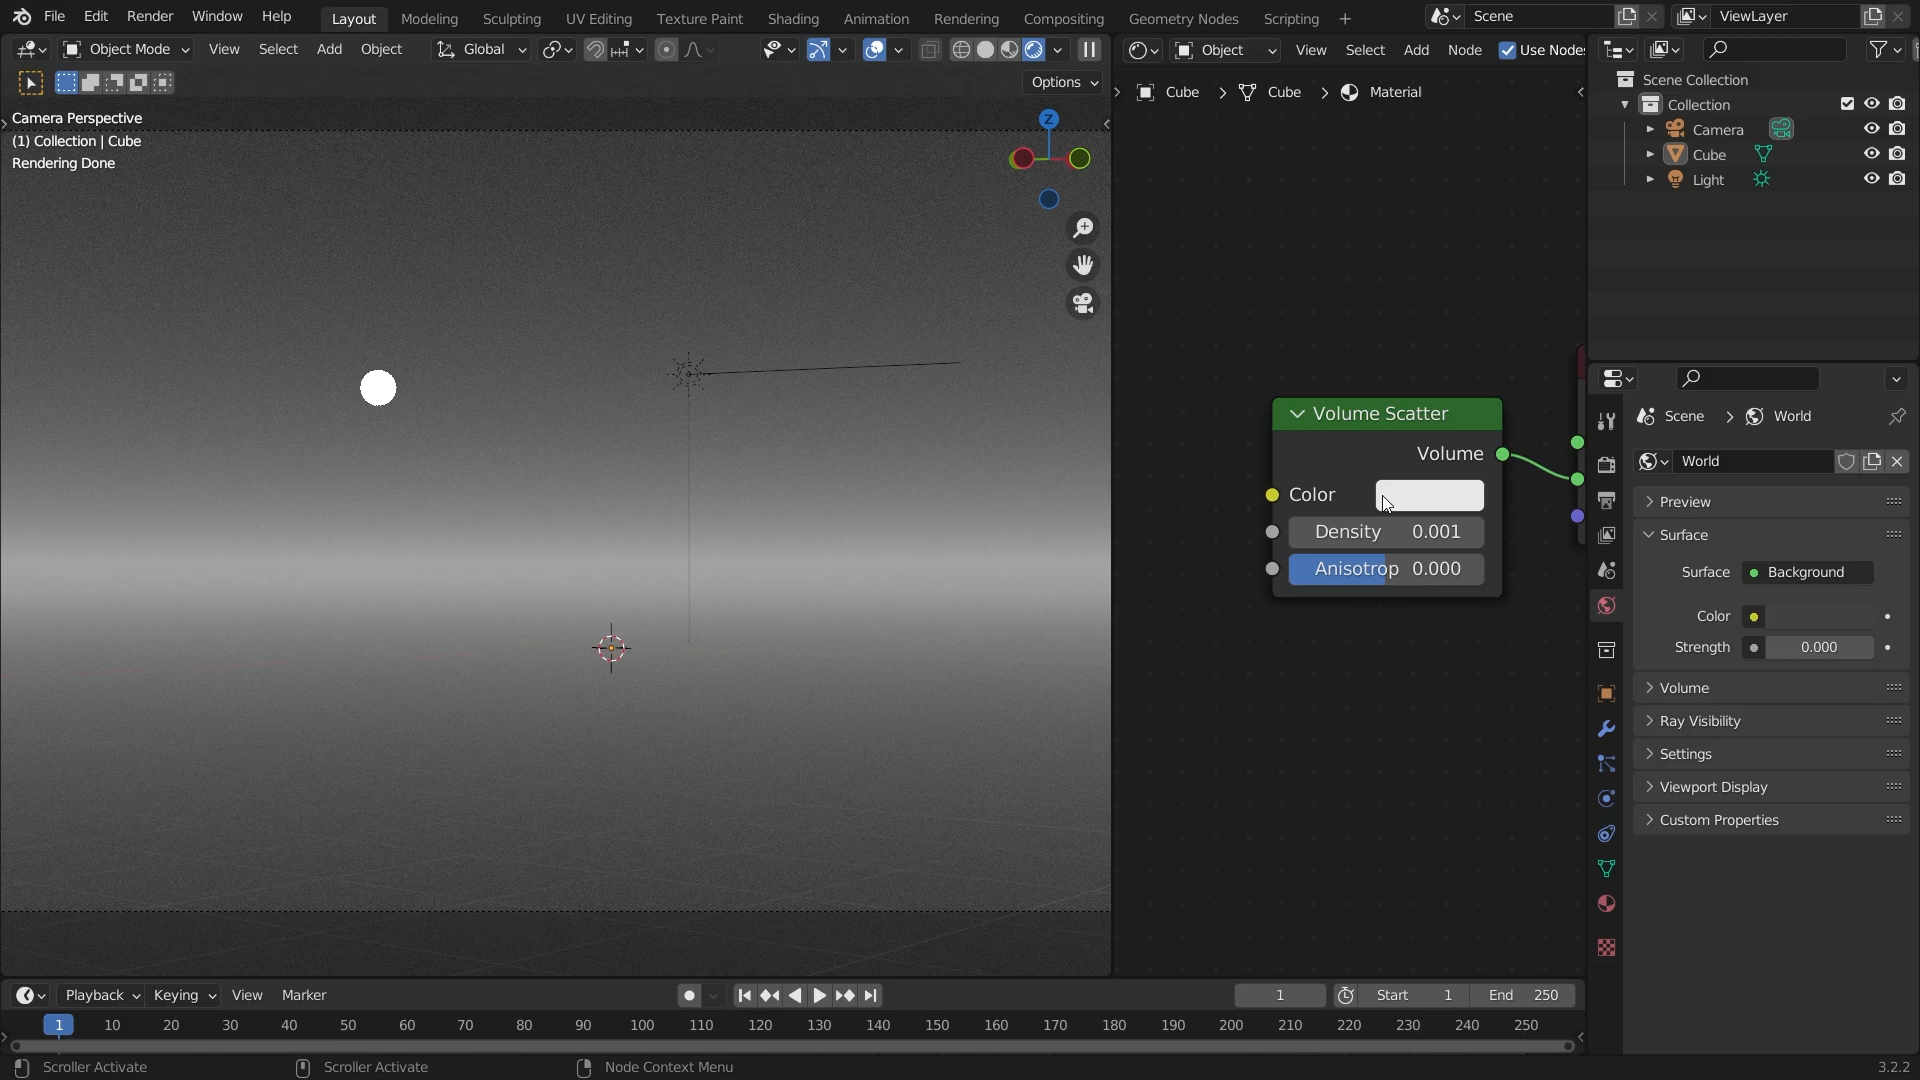 File Edit Render Window Help Layout Modeling Sculpting UV Editing Texture Paint Shading Animation Rendering Compositing Geometry Nodes Scripting + Scene ViewLayer
Object Mode View Select Add Object Global Object View Select Add Node Use Nodes
Options
Cube Cube Material
Camera Perspective
(1) Collection | Cube
Rendering Done
Z
Scene Collection
Collection
Camera
Cube
Light
Volume Scatter
Volume
Color
Density 0.001
Anisotrop 0.000
Scene World
World
Preview
Surface
Surface Background
Color
Strength 0.000
Volume
Ray Visibility
Settings
Viewport Display
Custom Properties
Playback Keying View Marker 1 Start 1 End 250
1 10 20 30 40 50 60 70 80 90 100 110 120 130 140 150 160 170 180 190 200 210 220 230 240 250
Scroller Activate Scroller Activate Node Context Menu 3.2.2